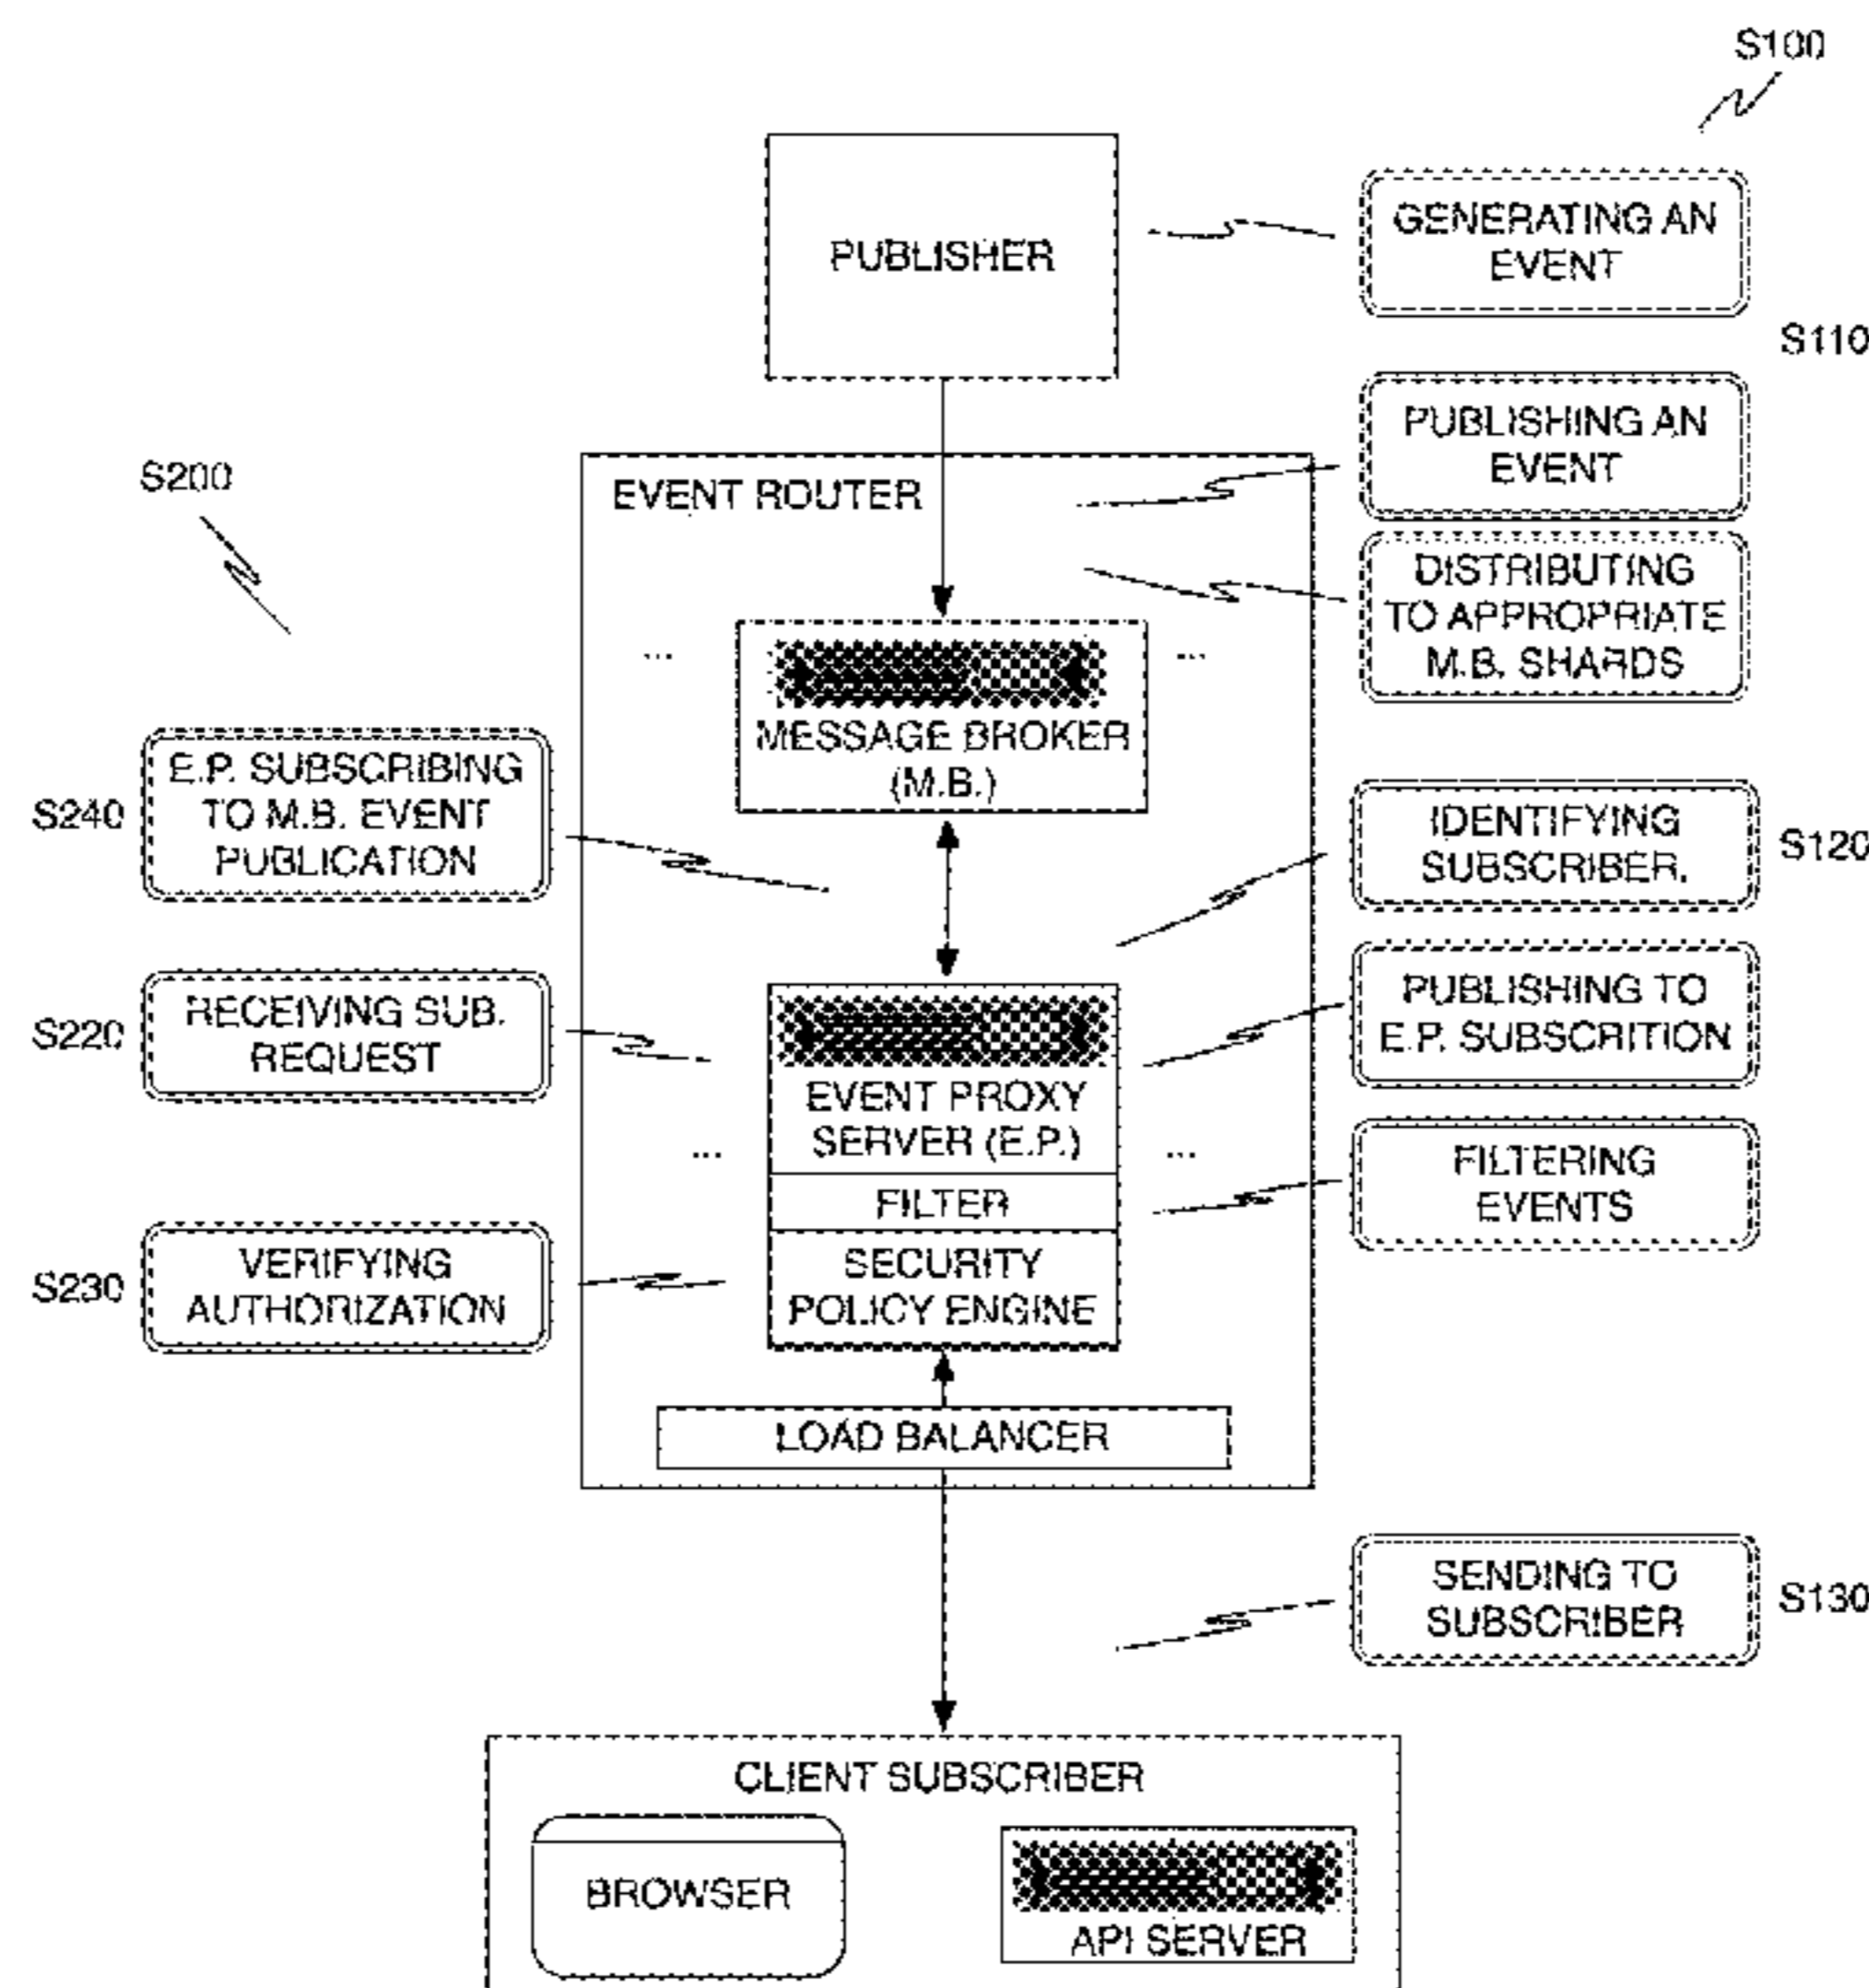 S100
PUBLISHER
GENERATING AN
EVENT
S110
PUBLISHING AN
EVENT
S200
EVENT ROUTER
DISTRIBUTING
TO APPROPRIATE
M.B. SHARDS
...
...
MESSAGE BROKER
(M.B.)
S240
E.P. SUBSCRIBING
TO M.B. EVENT
PUBLICATION
IDENTIFYING
SUBSCRIBER.
S120
S220
RECEIVING SUB.
REQUEST
PUBLISHING TO
E.P. SUBSCRITION
EVENT PROXY
SERVER (E.P.)
...
...
FILTERING
EVENTS
FILTER
S230
VERIFYING
AUTHORIZATION
SECURITY
POLICY ENGINE
LOAD BALANCER
SENDING TO
SUBSCRIBER
S130
CLIENT SUBSCRIBER
BROWSER
API SERVER